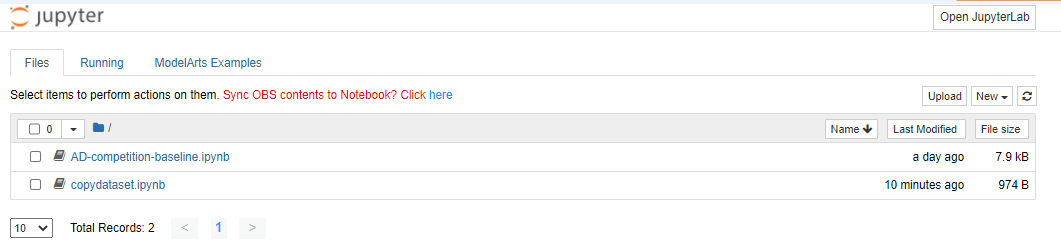 jupyter
Open JupyterLab
Files Running ModelArts Examples
Select items to perform actions on them. Sync OBS contents to Notebook? Click here
Upload New
0 / Name Last Modified File size
AD-competition-baseline.ipynb a day ago 7.9 kB
copydataset.ipynb 10 minutes ago 974 B
10 Total Records: 2 < 1 >